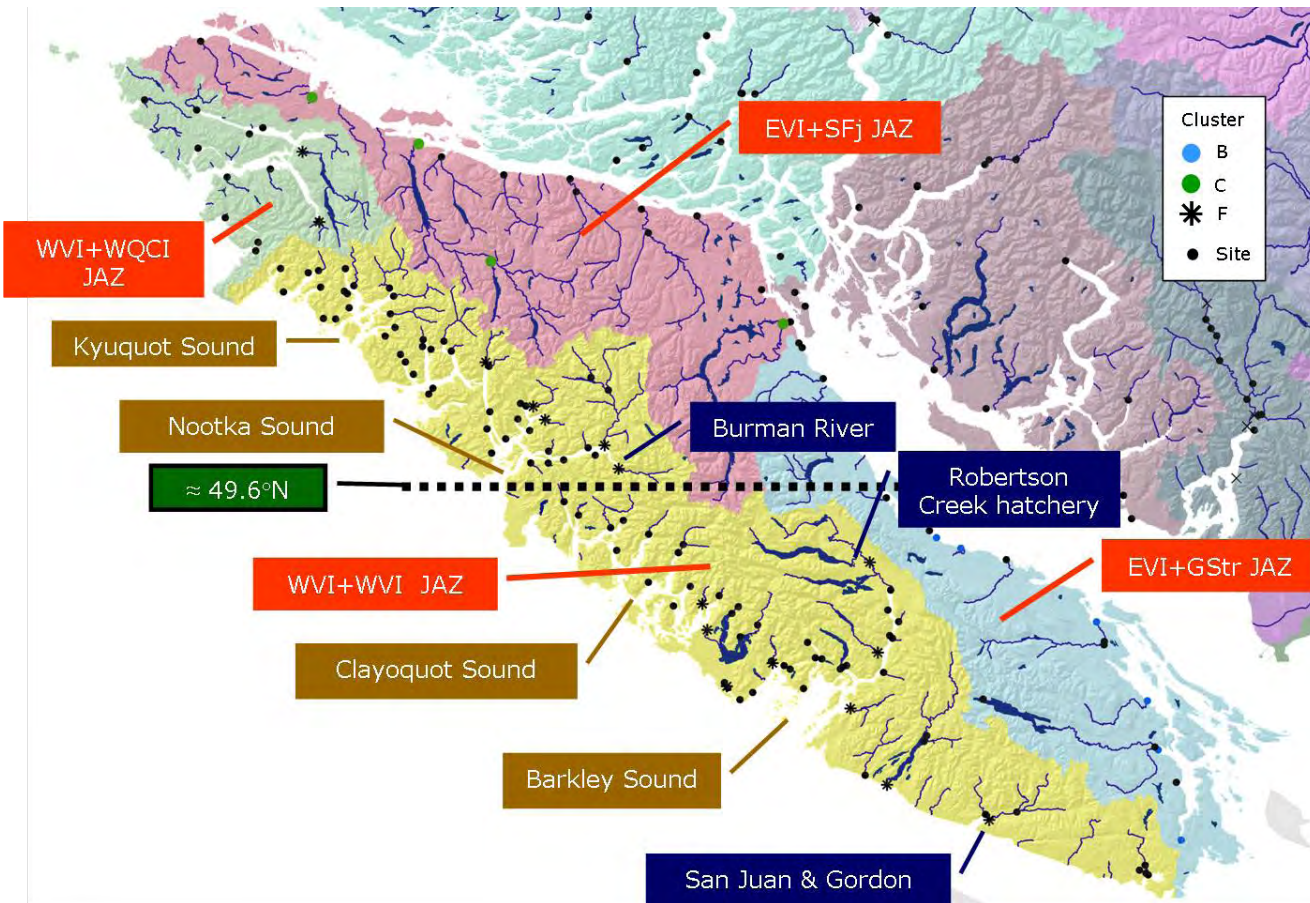 EVI+SFj JAZ
Cluster
B
C
F
Site
WVI+WQCI
JAZ
Kyuquot Sound
Nootka Sound
Burman River
≈ 49.6°N
Robertson
Creek hatchery
WVI+WVI JAZ
EVI+GStr JAZ
Clayoquot Sound
Barkley Sound
San Juan & Gordon